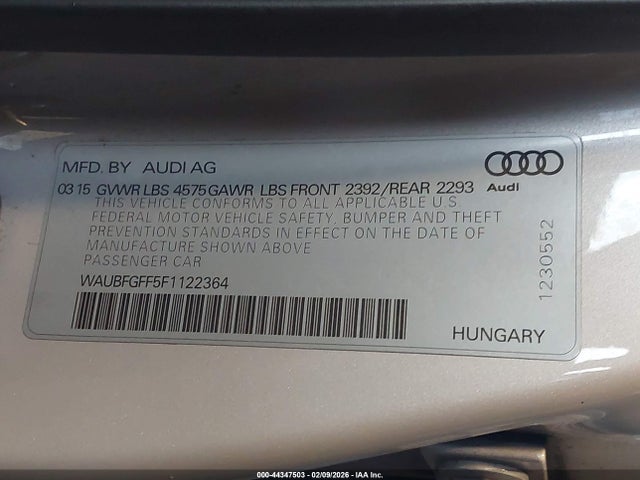 MFD. BY AUDI AG
03 15 GVWR LBS 4575 GAWR LBS FRONT 2392/REAR 2293
Audi
THIS VEHICLE CONFORMS TO ALL APPLICABLE U.S
FEDERAL MOTOR VEHICLE SAFETY, BUMPER AND THEFT
PREVENTION STANDARDS IN EFFECT ON THE DATE OF
MANUFACTURE SHOWN ABOVE
PASSENGER CAR
WAUBFGFF5F1122364
1230552
HUNGARY
000-44347503 - 02/09/2026 - IAA Inc.